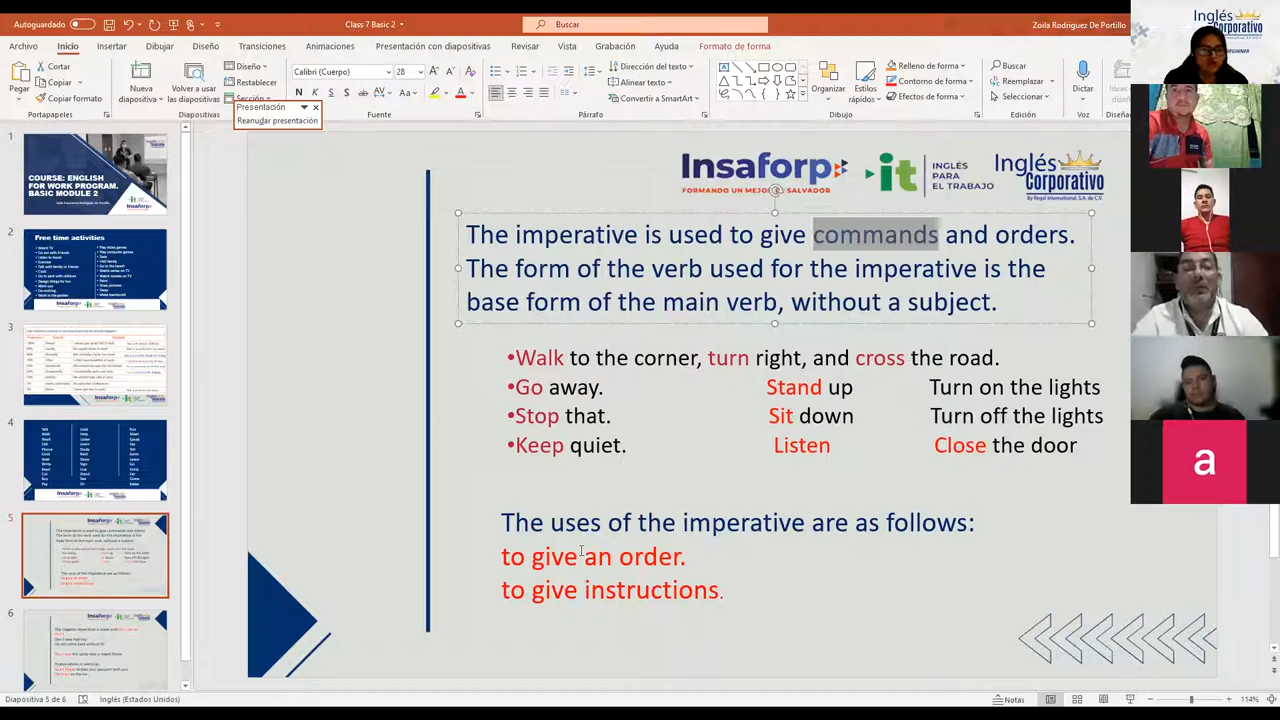 Autoguardado
Class 7 Basic 2
Buscar
Zoila Rodriguez De Portillo
Archivo Inicio Insertar Dibujar Diseño Transiciones Animaciones Presentación con diapositivas Revisar Vista Grabación Ayuda Formato de forma
Pegar
Cortar
Copiar
Copiar formato
Portapapeles
Nueva diapositiva
Volver a usar las diapositivas
Diseño
Restablecer
Sección
Diapositivas
Presentación
Reanudar presentación
Calibri (Cuerpo) 28
Fuente
Dirección del texto
Alinear texto
Convertir a SmartArt
Párrafo
Organizar
Estilos rápidos
Relleno de forma
Contorno de forma
Efectos de forma
Dibujo
Buscar
Reemplazar
Seleccionar
Edición
Dictar
Voz
Inglés
Corporativo
1
COURSE: ENGLISH
FOR WORK PROGRAM.
BASIC MODULE 2
Insaforp
2
Free time activities
3
4
5
6
Insaforp
FORMANDO UN MEJOR EL SALVADOR
it
INGLÉS
PARA
EL TRABAJO
Inglés
Corporativo
By Regal International, S.A. de C.V.
The imperative is used to give commands and orders.
The form of the verb used for the imperative is the
base form of the main verb, without a subject.
•Walk to the corner, turn right, and cross the road.
•Go away. Stand up Turn on the lights
•Stop that. Sit down Turn off the lights
•Keep quiet. Listen Close the door
The uses of the imperative are as follows:
to give an order.
to give instructions.
a
Diapositiva 5 de 6
Inglés (Estados Unidos)
Notas
114%